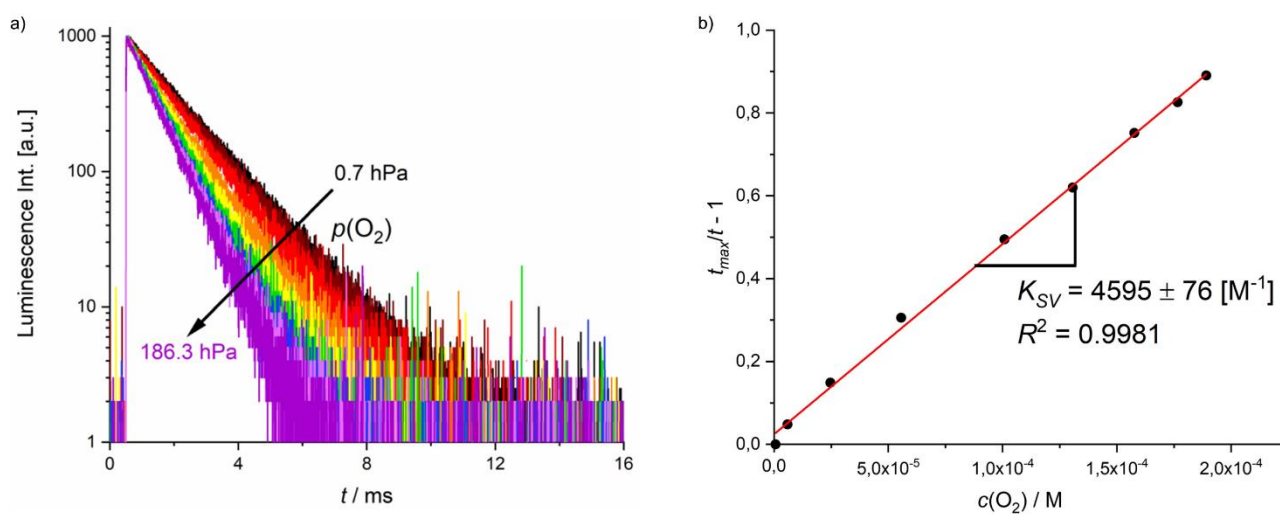 a)
1000
100
10
1
Luminescence Int. [a.u.]
0.7 hPa
p(O₂)
186.3 hPa
0 4 8 12 16
t / ms
b)
1,0
0,8
0,6
0,4
0,2
0,0
t_max/t - 1
K_SV = 4595 ± 76 [M⁻¹]
R² = 0.9981
0,0 5,0x10⁻⁵ 1,0x10⁻⁴ 1,5x10⁻⁴ 2,0x10⁻⁴
c(O₂) / M